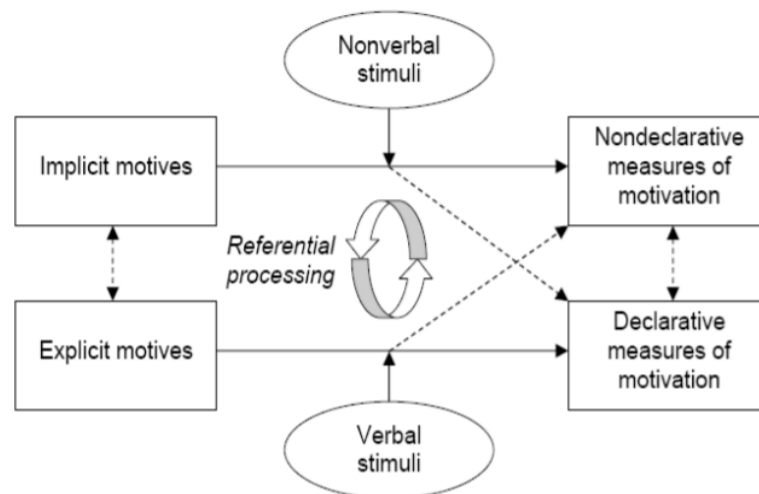 Nonverbal
stimuli
Implicit motives
Nondeclarative
measures of
motivation
Referential
processing
Explicit motives
Declarative
measures of
motivation
Verbal
stimuli